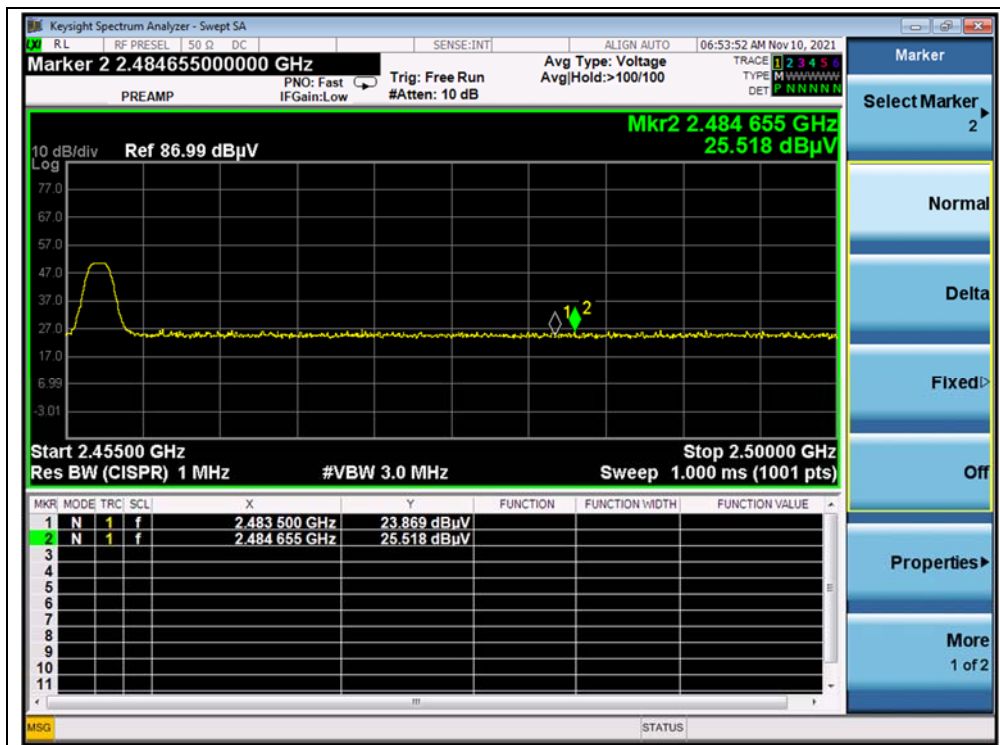 Keysight Spectrum Analyzer - Swept SA
LXI RL RF PRESEL 50 Ω DC SENSE:INT ALIGN AUTO 06:53:52 AM Nov 10, 2021
Marker 2 2.484655000000 GHz
PREAMP
PNO: Fast
IFGain:Low
Trig: Free Run
#Atten: 10 dB
Avg Type: Voltage
Avg|Hold:>100/100
TRACE 1 2 3 4 5 6
TYPE M WWWWW
DET P N N N N N
Mkr2 2.484 655 GHz
25.518 dBµV
10 dB/div Ref 86.99 dBµV
Log
77.0
67.0
57.0
47.0
37.0
27.0
17.0
6.99
-3.01
1 2
Start 2.45500 GHz Stop 2.50000 GHz
Res BW (CISPR) 1 MHz #VBW 3.0 MHz Sweep 1.000 ms (1001 pts)
MKR MODE TRC SCL X Y FUNCTION FUNCTION WIDTH FUNCTION VALUE
1 N 1 f 2.483 500 GHz 23.869 dBµV
2 N 1 f 2.484 655 GHz 25.518 dBµV
3
4
5
6
7
8
9
10
11
MSG STATUS
Marker
Select Marker
2
Normal
Delta
Fixed
Off
Properties
More
1 of 2